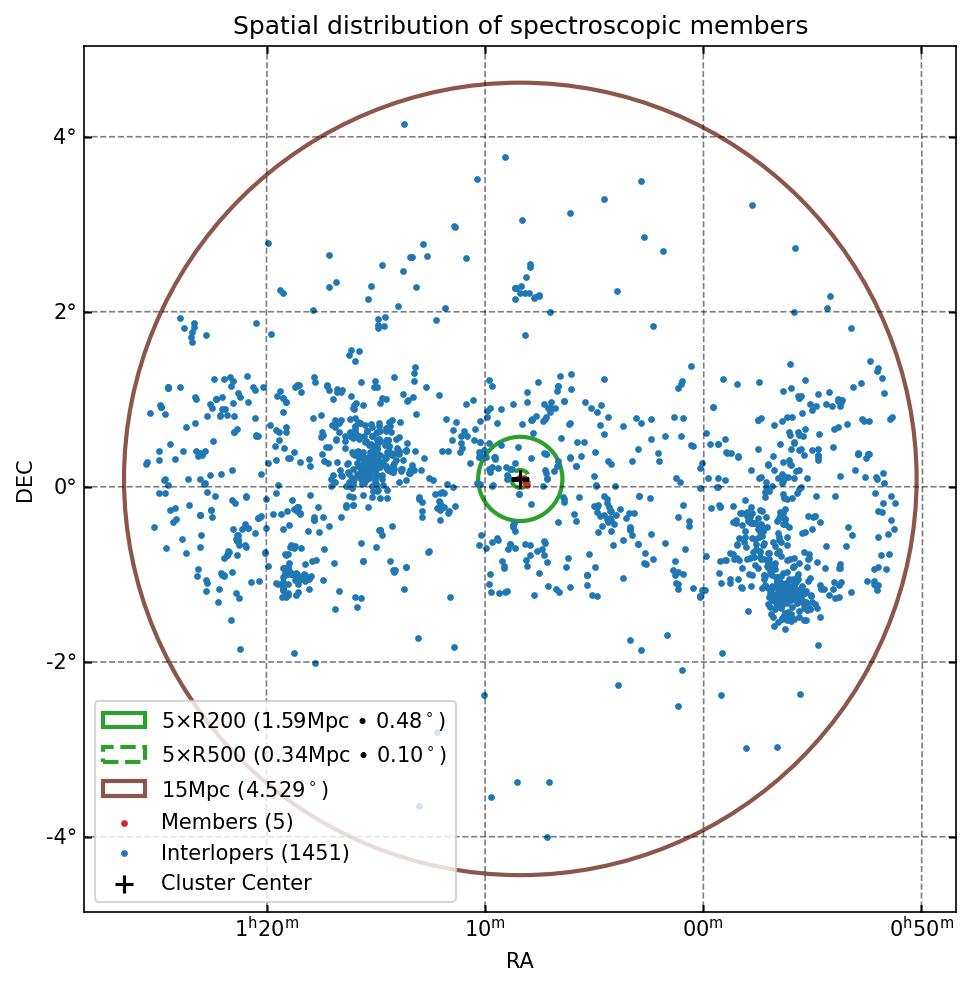 Spatial distribution of spectroscopic members
4°
2°
0°
-2°
-4°
DEC
5×R200 (1.59Mpc • 0.48°)
5×R500 (0.34Mpc • 0.10°)
15Mpc (4.529°)
Members (5)
Interlopers (1451)
Cluster Center
1ʰ20ᵐ 10ᵐ 00ᵐ 0ʰ50ᵐ
RA